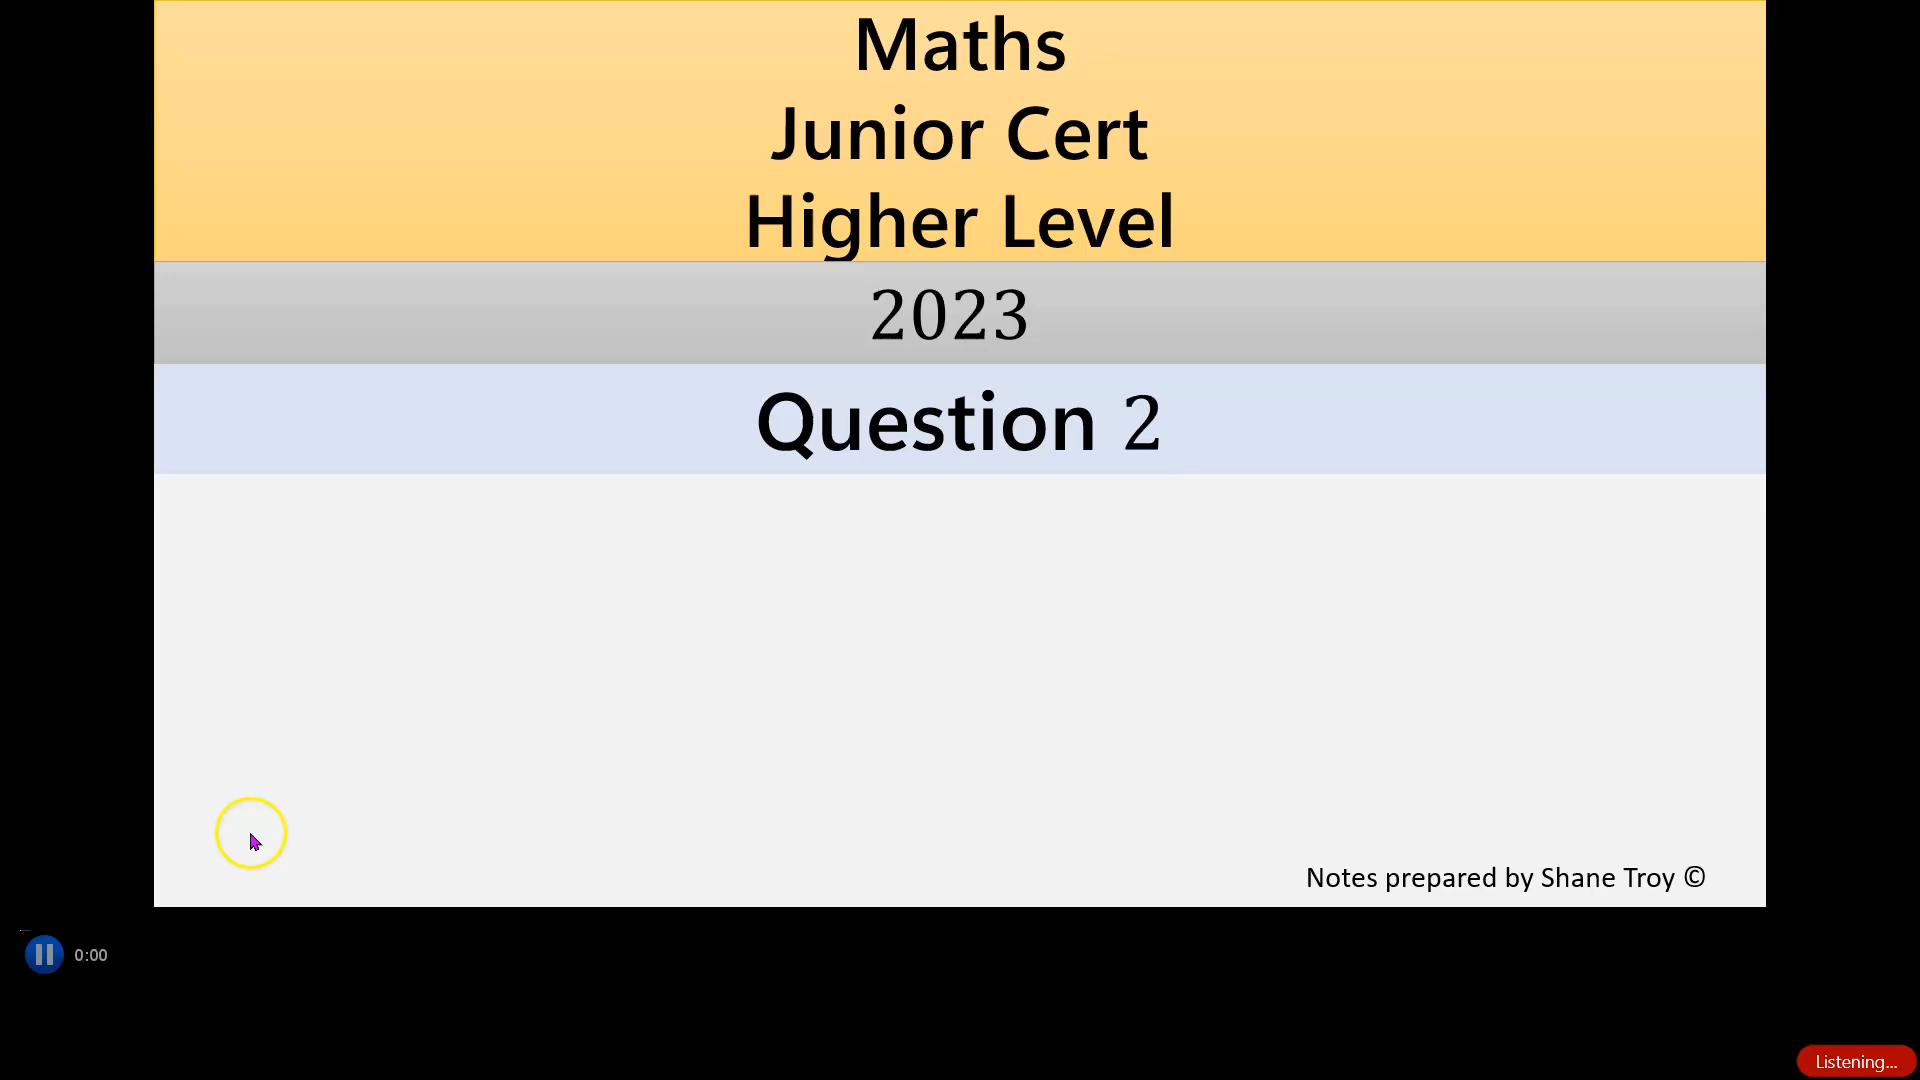 Maths
Junior Cert
Higher Level
2023
Question 2
Notes prepared by Shane Troy ©
0:00
Listening...